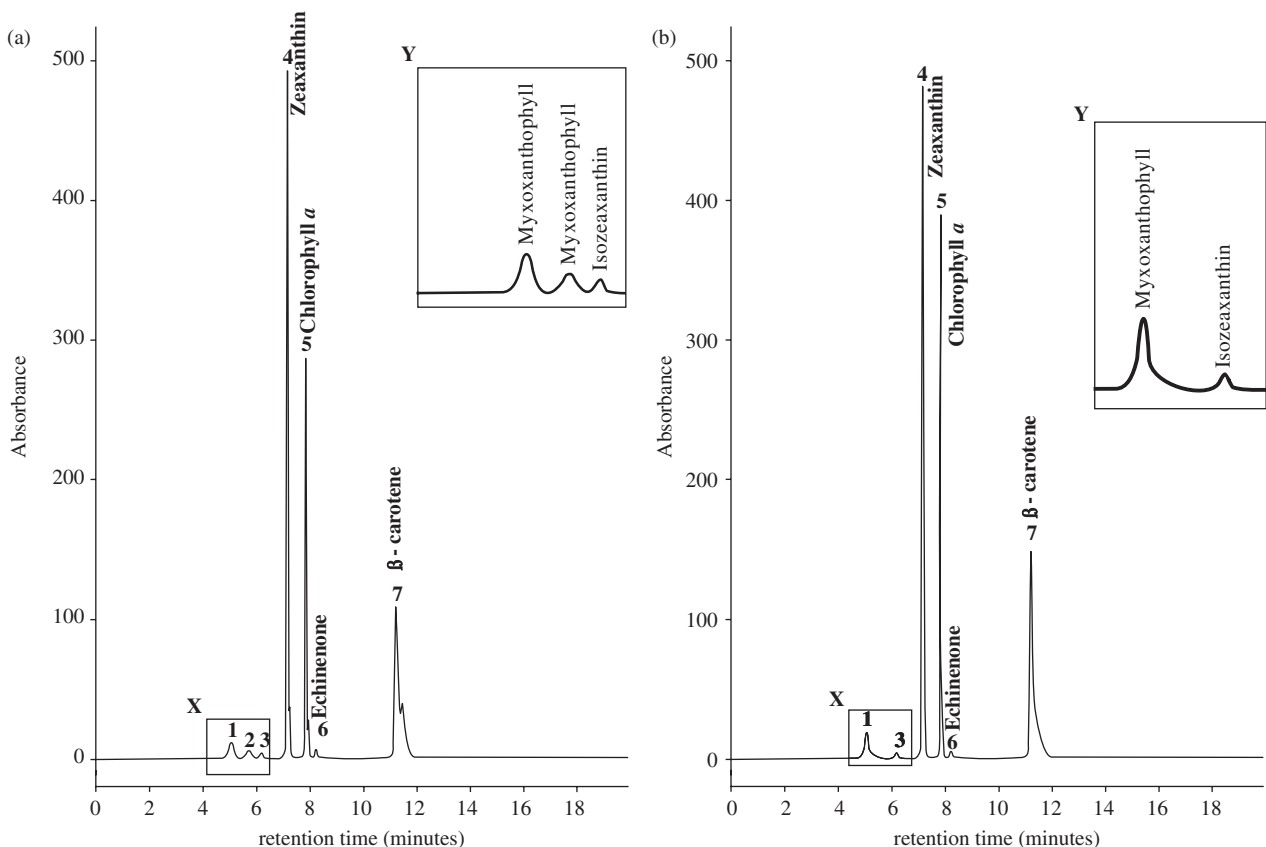 (a)
500
400
300
200
100
0
Absorbance
0 2 4 6 8 10 12 14 16 18
retention time (minutes)
X
1 2 3
4
Zeaxanthin
5
Chlorophyll a
Echinenone
6
ß - carotene
7
Y
Myxoxanthophyll
Myxoxanthophyll
Isozeaxanthin
(b)
500
400
300
200
100
0
Absorbance
0 2 4 6 8 10 12 14 16 18
retention time (minutes)
X
1 3
4
Zeaxanthin
5
Chlorophyll a
Echinenone
6
ß - carotene
7
Y
Myxoxanthophyll
Isozeaxanthin